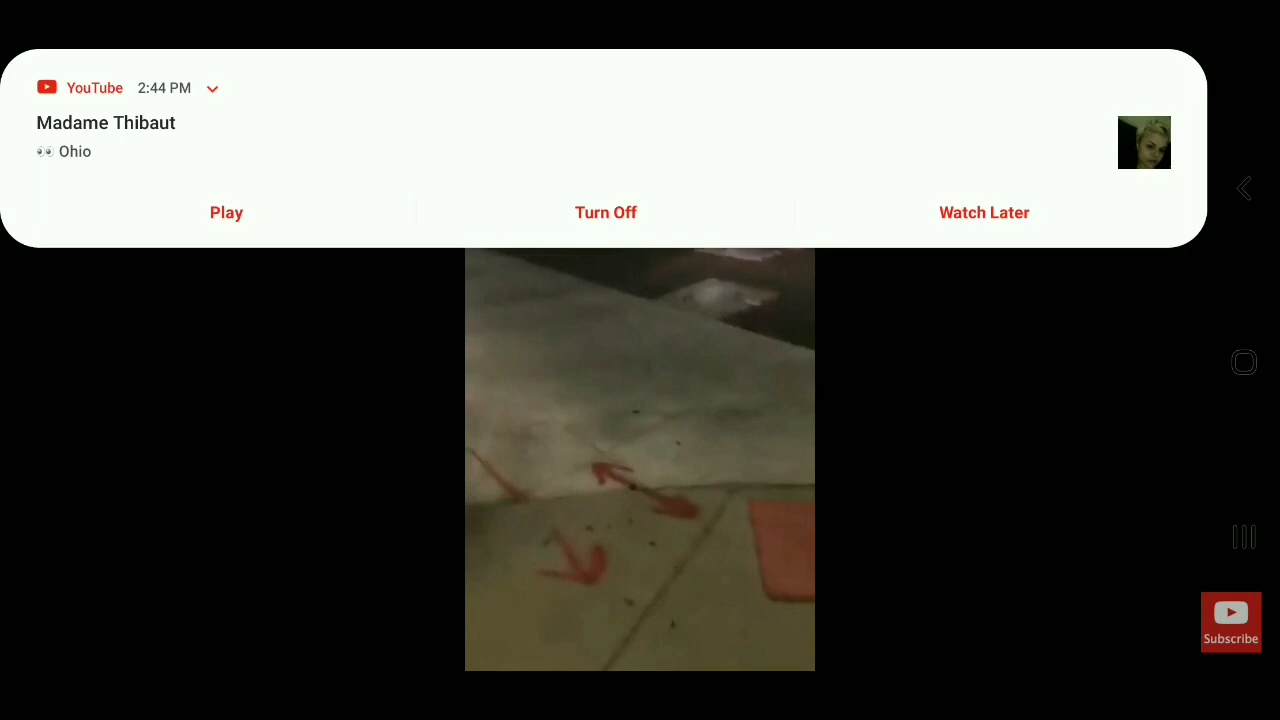 YouTube 2:44 PM
Madame Thibaut
👀 Ohio
Play Turn Off Watch Later
Subscribe